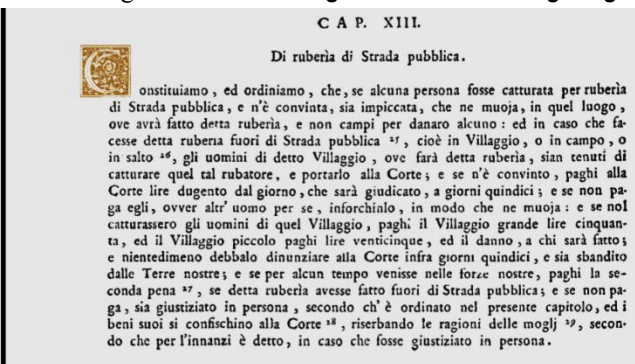 C A P. XIII.
Di ruberia di Strada pubblica.
Constituiamo, ed ordiniamo, che, se alcuna persona fosse catturata per ruberìa
di Strada pubblica, e n'è convinta, sia impiccata, che ne muoja, in quel luogo,
ove avrà fatto detta ruberìa, e non campi per danaro alcuno: ed in caso che fa-
cesse detta ruberia fuori di Strada pubblica ²⁵, cioè in Villaggio, o in campo, o
in salto ²⁶, gli uomini di detto Villaggio, ove farà detta ruberìa, sian tenuti di
catturare quel tal rubatore, e portarlo alla Corte; e se n'è convinto, paghi alla
Corte lire dugento dal giorno, che sarà giudicato, a giorni quindici; e se non pa-
ga egli, ovver altr' uomo per se, inforchinlo, in modo che ne muoja: e se nol
catturassero gli uomini di quel Villaggio, paghi il Villaggio grande lire cinquan-
ta, ed il Villaggio piccolo paghi lire venticinque, ed il danno, a chi sarà fatto;
e nientedimeno debbalo dinunziare alla Corte infra giorni quindici, e sia sbandito
dalle Terre nostre; e se per alcun tempo venisse nelle forze nostre, paghi la se-
conda pena ²⁷, se detta ruberìa avesse fatto fuori di Strada pubblica; e se non pa-
ga, sia giustiziato in persona, secondo ch' è ordinato nel presente capitolo, ed i
beni suoi si confischino alla Corte ²⁸, riserbando le ragioni delle moglj ²⁹, secon-
do che per l'innanzi è detto, in caso che fosse giustiziato in persona.